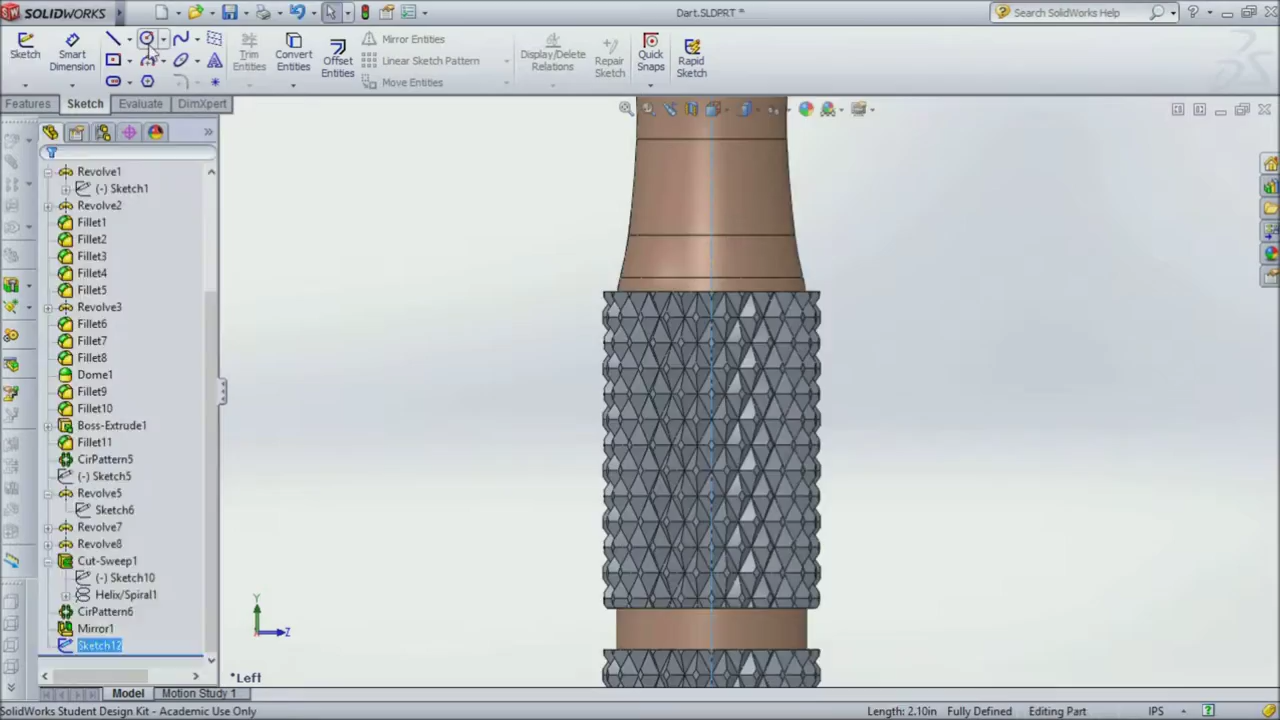 SOLIDWORKS
Dart.SLDPRT *
Search SolidWorks Help
Sketch
Smart Dimension
Trim Entities
Convert Entities
Offset Entities
Mirror Entities
Linear Sketch Pattern
Move Entities
Display/Delete Relations
Repair Sketch
Quick Snaps
Rapid Sketch
Features
Sketch
Evaluate
DimXpert
Revolve1
(-) Sketch1
Revolve2
Fillet1
Fillet2
Fillet3
Fillet4
Fillet5
Revolve3
Fillet6
Fillet7
Fillet8
Dome1
Fillet9
Fillet10
Boss-Extrude1
Fillet11
CirPattern5
(-) Sketch5
Revolve5
Sketch6
Revolve7
Revolve8
Cut-Sweep1
(-) Sketch10
Helix/Spiral1
CirPattern6
Mirror1
Sketch12
Y
Z
*Left
Model
Motion Study 1
SolidWorks Student Design Kit - Academic Use Only
Length: 2.10in
Fully Defined
Editing Part
IPS